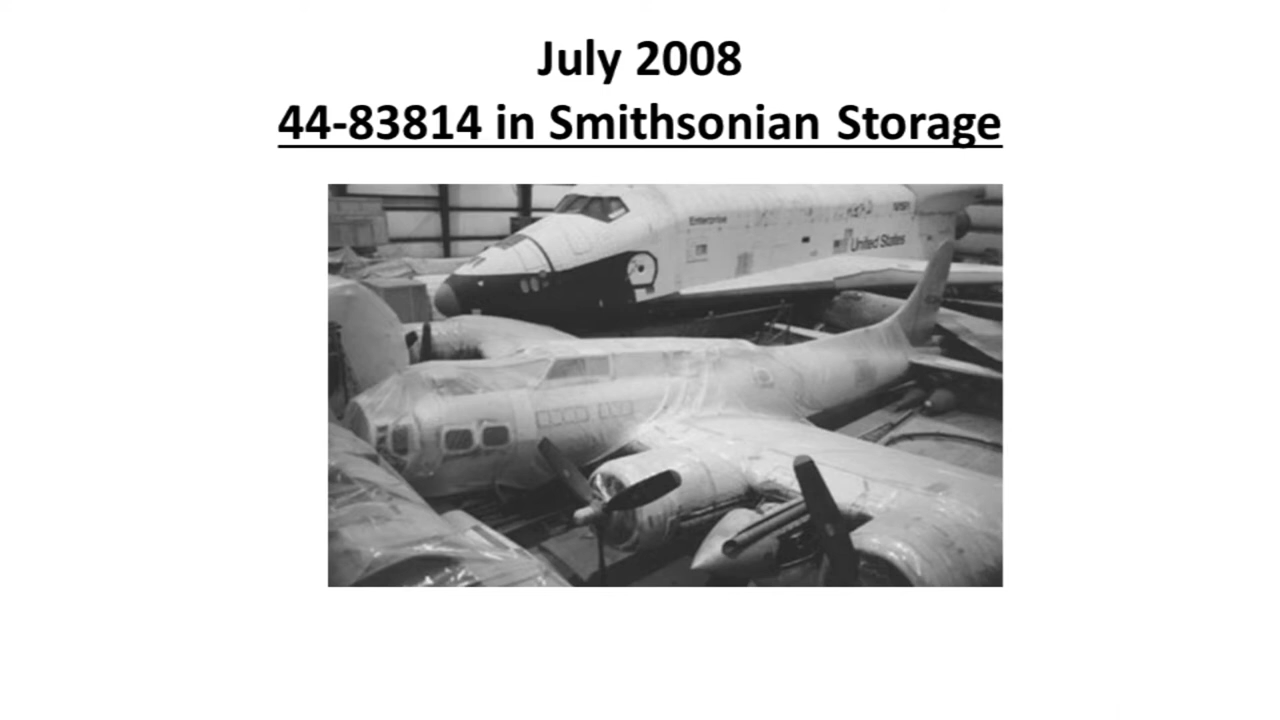 July 2008
44-83814 in Smithsonian Storage
Enterprise
United States